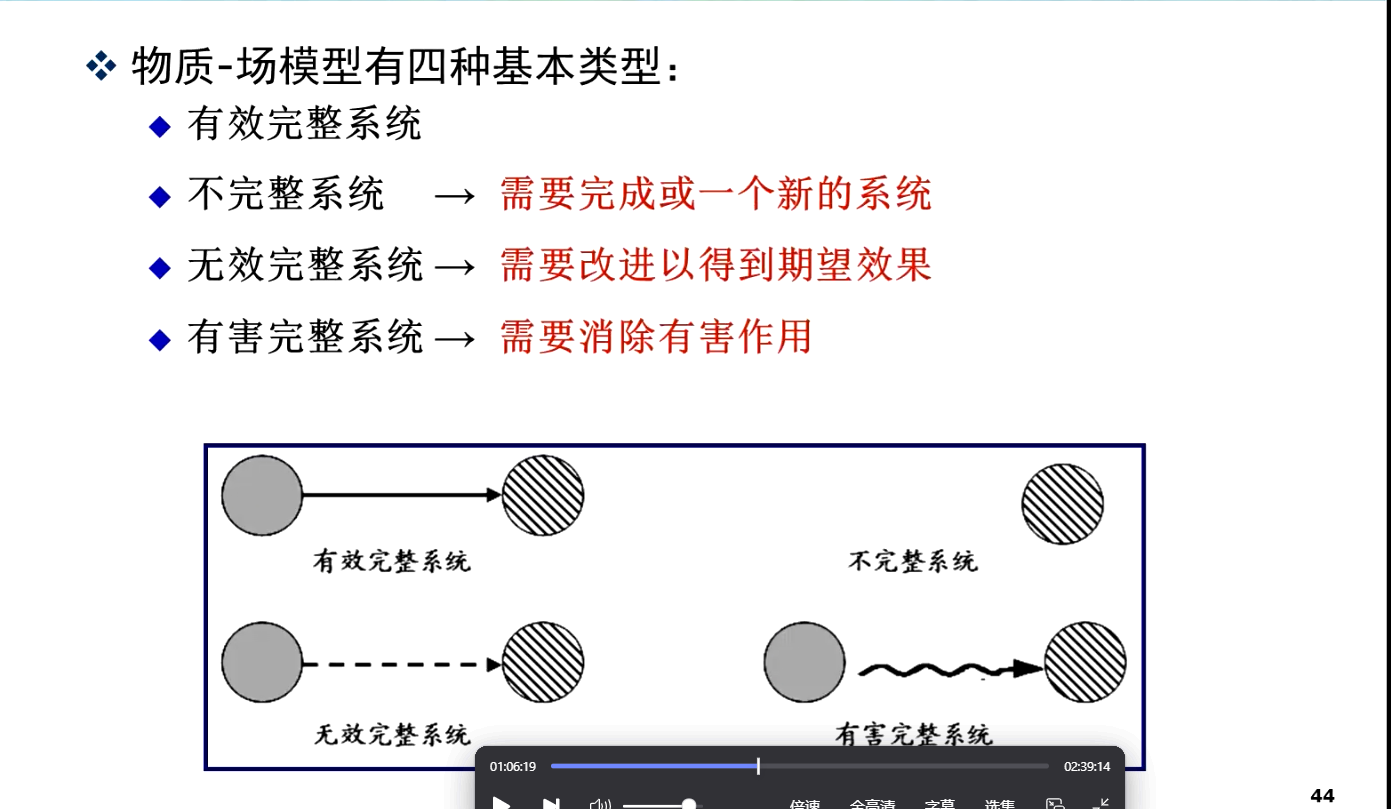 物质-场模型有四种基本类型：
有效完整系统
不完整系统 → 需要完成或一个新的系统
无效完整系统 → 需要改进以得到期望效果
有害完整系统 → 需要消除有害作用
有效完整系统 不完整系统
无效完整系统 有害完整系统
01:06:19 02:39:14
倍速 全高清 字幕 选集
44